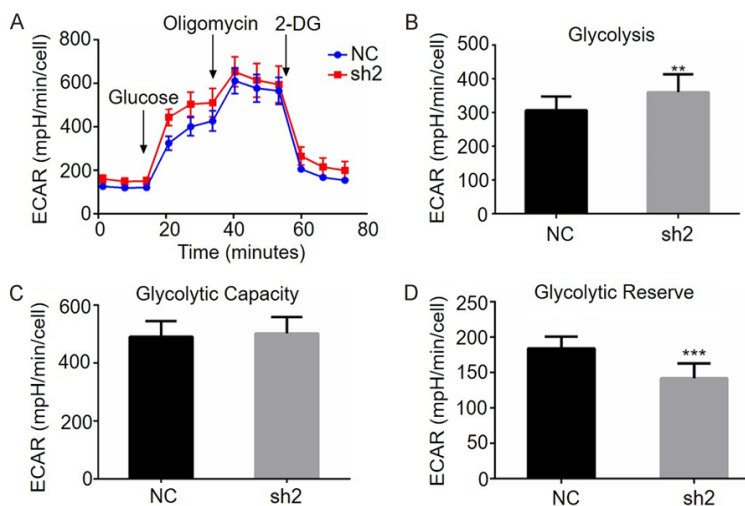 A
Oligomycin 2-DG
NC
sh2
Glucose
ECAR (mpH/min/cell)
800
600
400
200
0
0 20 40 60 80
Time (minutes)
B
Glycolysis
**
ECAR (mpH/min/cell)
500
400
300
200
100
0
NC sh2
C
Glycolytic Capacity
ECAR (mpH/min/cell)
600
400
200
0
NC sh2
D
Glycolytic Reserve
***
ECAR (mpH/min/cell)
250
200
150
100
50
0
NC sh2